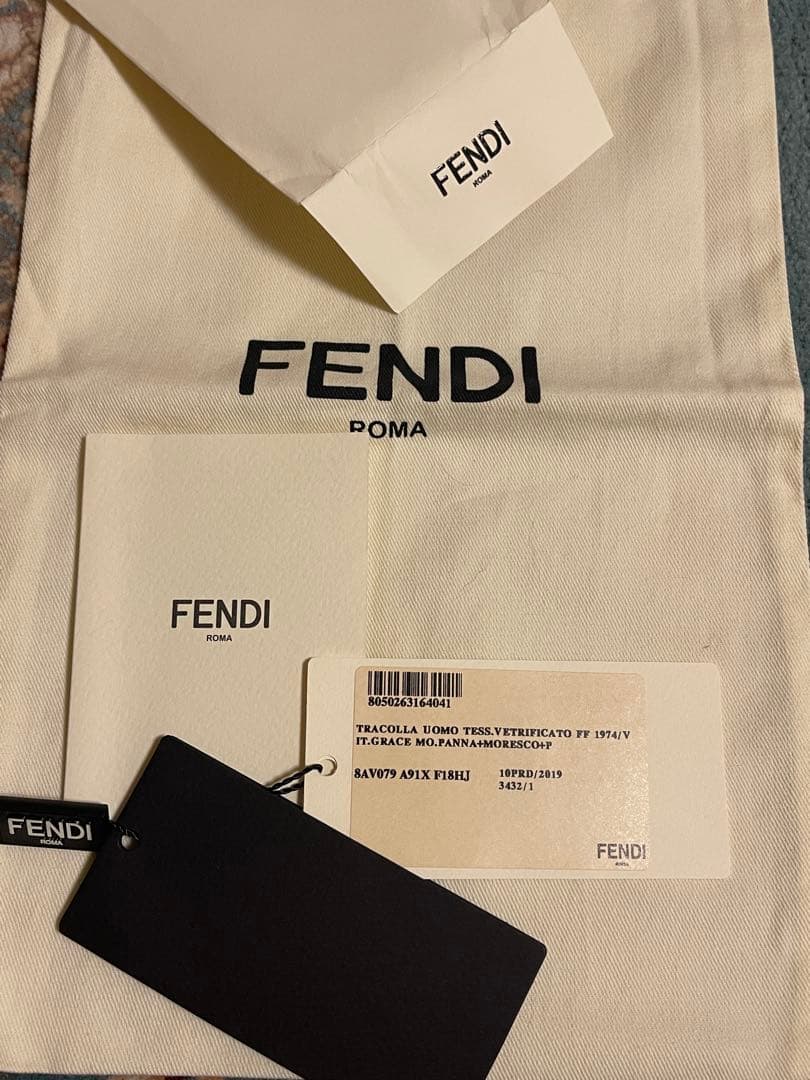 FENDI
ROMA
FENDI
ROMA
FENDI
ROMA
8050263164041
TRACOLLA UOMO TESS.VETRIFICATO FF 1974/V
IT.GRACE MO.PANNA+MORESCO+P
8AV079 A91X F18HJ 10PRD/2019
3432/1
FENDI
ROMA
FENDI
ROMA